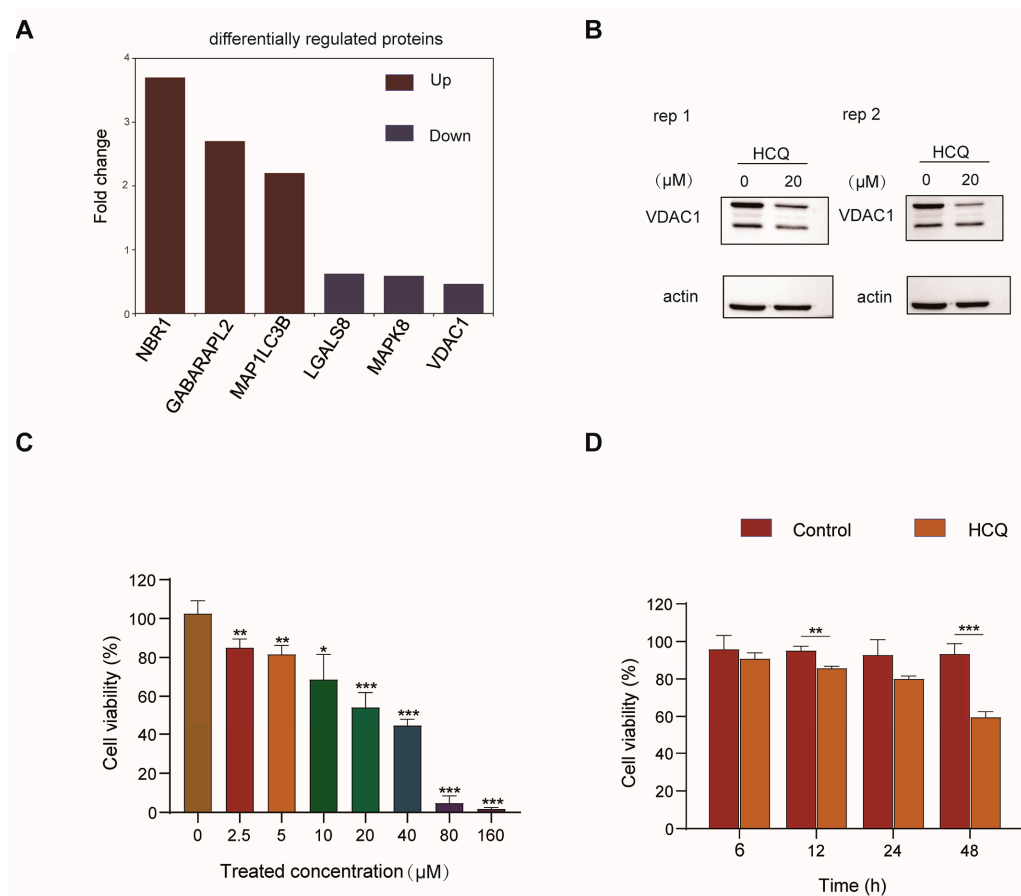 A
differentially regulated proteins
4
3
2
1
0
Fold change
Up
Down
NBR1
GABARAPL2
MAP1LC3B
LGALS8
MAPK8
VDAC1
B
rep 1
rep 2
HCQ
HCQ
(μM) 0 20
(μM) 0 20
VDAC1
VDAC1
actin
actin
C
120
100
80
60
40
20
0
Cell viability (%)
**
**
*
***
***
***
***
0 2.5 5 10 20 40 80 160
Treated concentration (μM)
D
Control
HCQ
120
100
80
60
40
20
0
Cell viability (%)
**
***
6 12 24 48
Time (h)